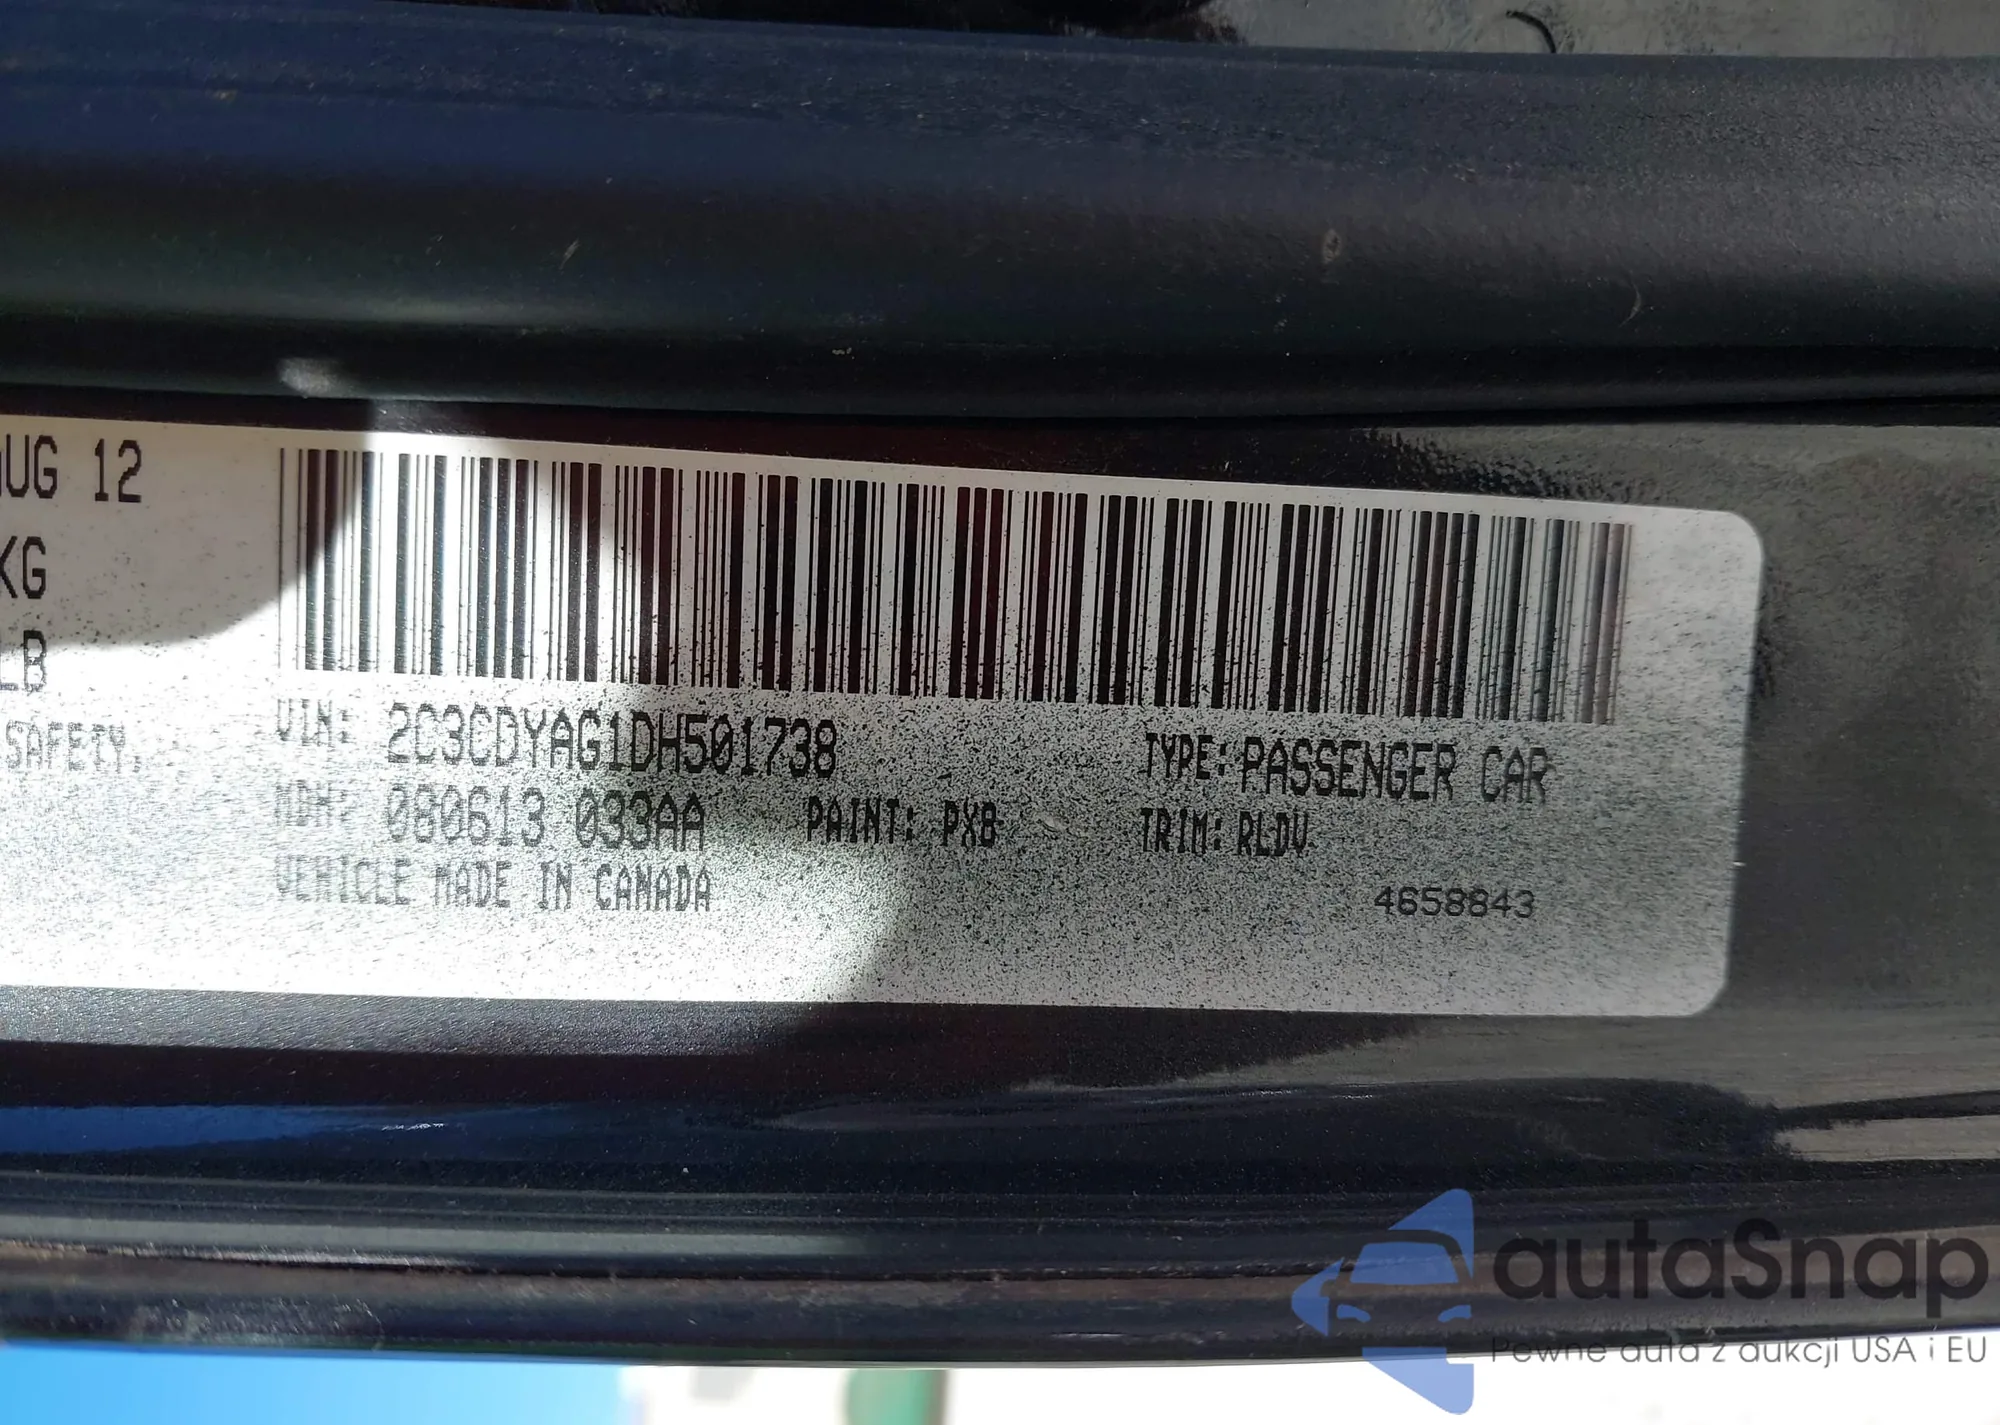 UG 12
KG
LB
SAFETY,
VIN: 2C3CDYAG1DH501738
TYPE: PASSENGER CAR
MDH: 080613 033AA
PAINT: PX8
TRIM: RLDV
VEHICLE MADE IN CANADA
4658843
autaSnap
Pewne auta z aukcji USA i EU